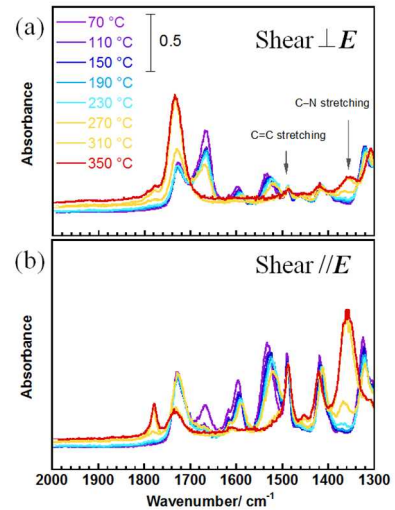 (a)
70 °C
110 °C
150 °C
190 °C
230 °C
270 °C
310 °C
350 °C
0.5
Shear ⊥ E
C–N stretching
C=C stretching
Absorbance
(b)
Shear // E
Absorbance
2000 1900 1800 1700 1600 1500 1400 1300
Wavenumber/ cm⁻¹